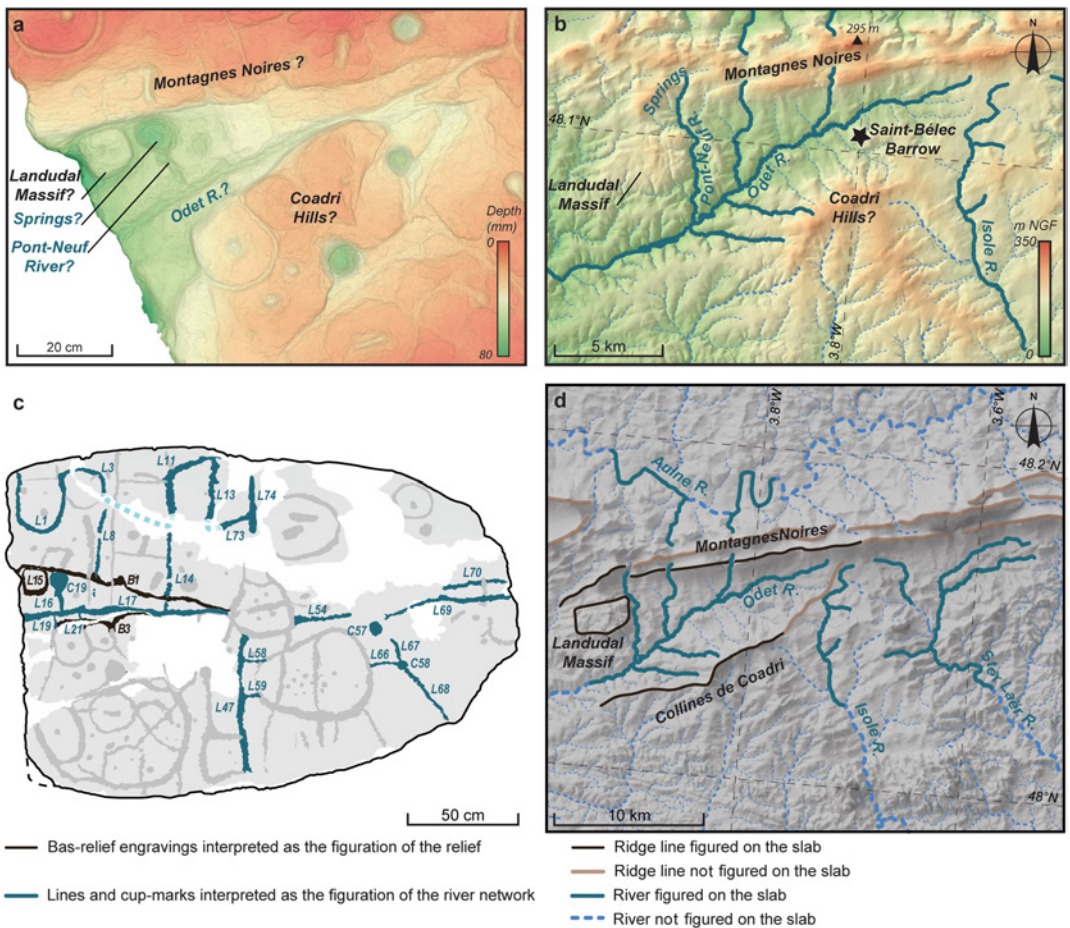 a
Montagnes Noires ?
Landudal
Massif?
Springs?
Pont-Neuf
River?
Odet R.?
Coadri
Hills?
Depth
(mm)
0
80
20 cm
b
295 m
N
Montagnes Noires
Springs
48.1°N
Pont-Neuf R.
Odet R.
Saint-Bélec
Barrow
Landudal
Massif
Coadri
Hills?
Isole R.
m NGF
350
0
3.8°W
5 km
c
L3
L11
L13
L74
L1
L73
L8
L14
L15
C19
B1
L16
L17
L19
L21
B3
L70
L69
L54
C57
L58
L67
L66
C58
L59
L68
L47
50 cm
d
N
3.8°W
3.6°W
48.2°N
Aulne R.
MontagnesNoires
Odet R.
Landudal
Massif
Collines de Coadri
Isole R.
Ster Laër R.
48°N
10 km
Bas-relief engravings interpreted as the figuration of the relief
Lines and cup-marks interpreted as the figuration of the river network
Ridge line figured on the slab
Ridge line not figured on the slab
River figured on the slab
River not figured on the slab